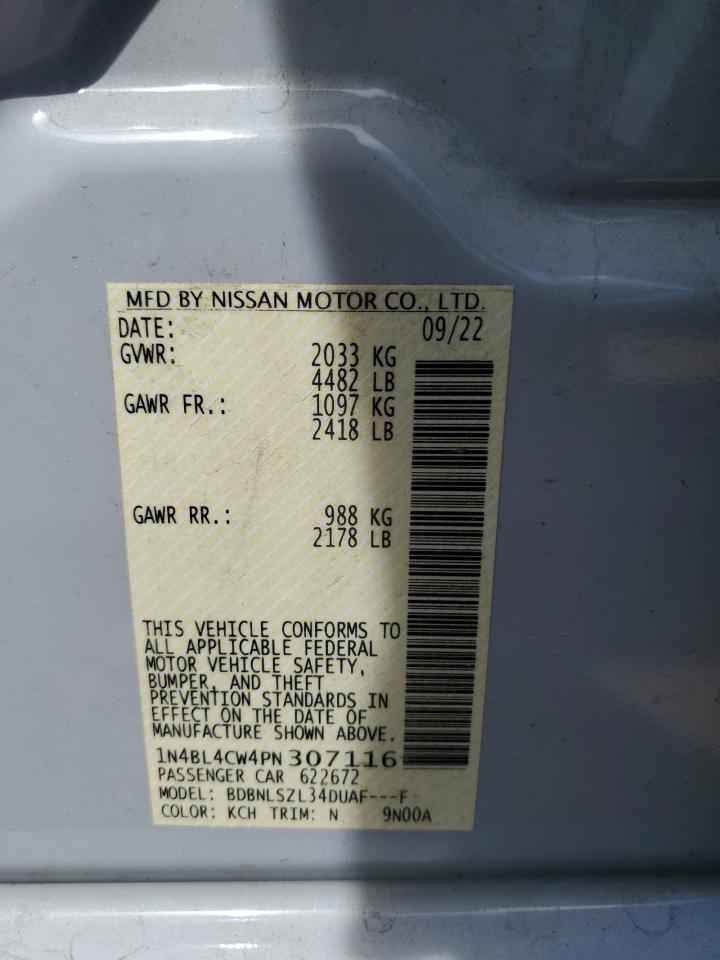 MFD BY NISSAN MOTOR CO., LTD.
DATE: 09/22
GVWR: 2033 KG
4482 LB
GAWR FR.: 1097 KG
2418 LB
GAWR RR.: 988 KG
2178 LB
THIS VEHICLE CONFORMS TO
ALL APPLICABLE FEDERAL
MOTOR VEHICLE SAFETY,
BUMPER, AND THEFT
PREVENTION STANDARDS IN
EFFECT ON THE DATE OF
MANUFACTURE SHOWN ABOVE.
1N4BL4CW4PN307116
PASSENGER CAR 622672
MODEL: BDBNLSZL34DUAF---F
COLOR: KCH TRIM: N 9N00A